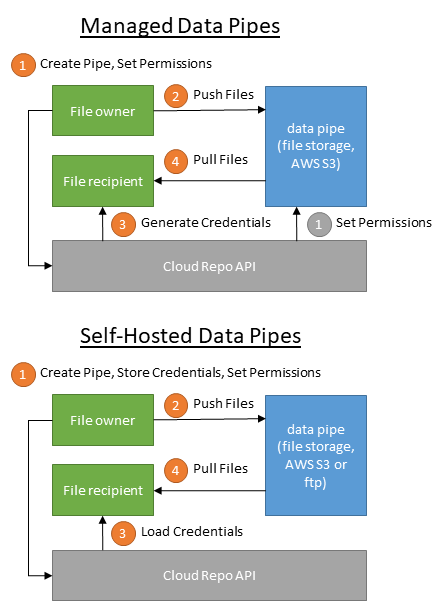 Managed Data Pipes
1 Create Pipe, Set Permissions
File owner
2 Push Files
data pipe
(file storage,
AWS S3)
4 Pull Files
File recipient
3 Generate Credentials
1 Set Permissions
Cloud Repo API
Self-Hosted Data Pipes
1 Create Pipe, Store Credentials, Set Permissions
File owner
2 Push Files
data pipe
(file storage,
AWS S3 or
ftp)
4 Pull Files
File recipient
3 Load Credentials
Cloud Repo API